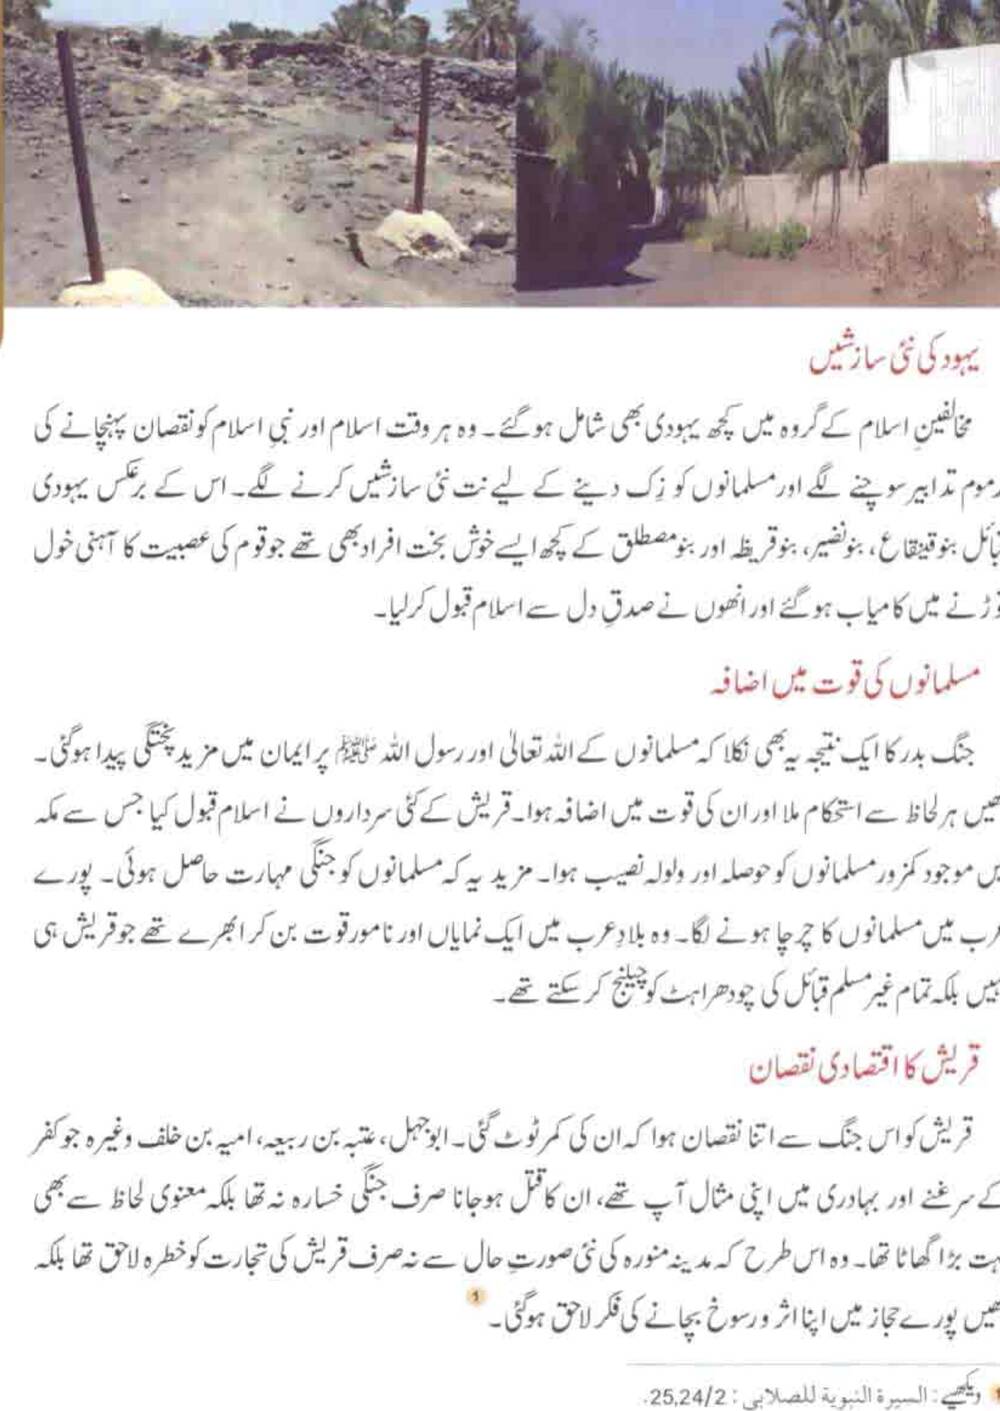 یہود کی نئی سازشیں
مخالفینِ اسلام کے گروہ میں کچھ یہودی بھی شامل ہوگئے۔ وہ ہر وقت اسلام اور نبیِ اسلام کو نقصان پہنچانے کی
تدابیر سوچنے لگے اور مسلمانوں کو زِک دینے کے لیے نت نئی سازشیں کرنے لگے۔ اس کے برعکس یہودی
بنوقینقاع، بنونضیر، بنوقریظہ اور بنومصطلق کے کچھ ایسے خوش بخت افراد بھی تھے جو قوم کی عصبیت کا آہنی خول
میں کامیاب ہوگئے اور انھوں نے صدقِ دل سے اسلام قبول کرلیا۔
مسلمانوں کی قوت میں اضافہ
جنگ بدر کا ایک نتیجہ یہ بھی نکلا کہ مسلمانوں کے اللہ تعالیٰ اور رسول اللہ ﷺ پر ایمان میں مزید پختگی پیدا ہوگئی۔
ہر لحاظ سے استحکام ملا اور ان کی قوت میں اضافہ ہوا۔ قریش کے کئی سرداروں نے اسلام قبول کیا جس سے مکہ
موجود کمزور مسلمانوں کو حوصلہ اور ولولہ نصیب ہوا۔ مزید یہ کہ مسلمانوں کو جنگی مہارت حاصل ہوئی۔ پورے
میں مسلمانوں کا چرچا ہونے لگا۔ وہ بلادِ عرب میں ایک نمایاں اور نامور قوت بن کر ابھرے تھے جو قریش ہی
بلکہ تمام غیر مسلم قبائل کی چودھراہٹ کو چیلنج کر سکتے تھے۔
قریش کا اقتصادی نقصان
قریش کو اس جنگ سے اتنا نقصان ہوا کہ ان کی کمر ٹوٹ گئی۔ ابوجہل، عتبہ بن ربیعہ، امیہ بن خلف وغیرہ جو کفر
کے سرغنے اور بہادری میں اپنی مثال آپ تھے، ان کا قتل ہوجانا صرف جنگی خسارہ نہ تھا بلکہ معنوی لحاظ سے بھی
بڑا گھاٹا تھا۔ وہ اس طرح کہ مدینہ منورہ کی نئی صورتِ حال سے نہ صرف قریش کی تجارت کو خطرہ لاحق تھا بلکہ
پورے حجاز میں اپنا اثر و رسوخ بچانے کی فکر لاحق ہوگئی۔ 1
1 دیکھیے: السيرة النبوية للصلابي: 25,24/2.